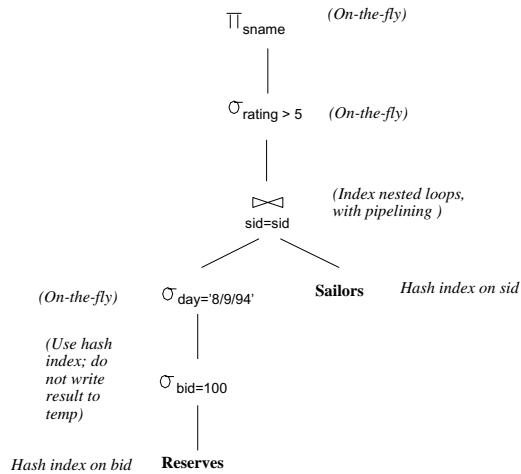 π sname (On-the-fly)
σ rating > 5 (On-the-fly)
⋈ (Index nested loops,
with pipelining )
sid=sid
(On-the-fly) σ day='8/9/94' Sailors Hash index on sid
(Use hash
index; do
not write
result to
temp)
σ bid=100
Hash index on bid Reserves